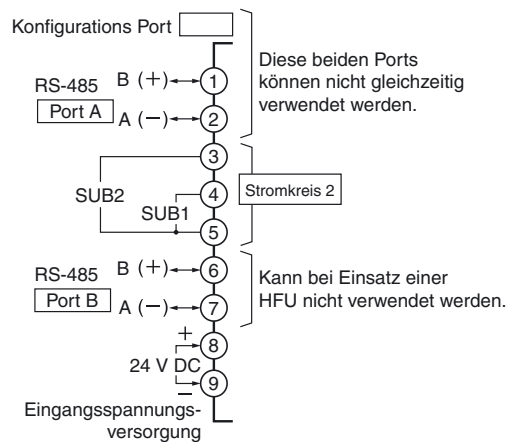 Konfigurations Port
Diese beiden Ports
können nicht gleichzeitig
verwendet werden.
RS-485
Port A
B (+)
1
A (−)
2
3
SUB2
4
SUB1
5
Stromkreis 2
RS-485
Port B
B (+)
6
A (−)
7
Kann bei Einsatz einer
HFU nicht verwendet werden.
+
8
24 V DC
−
9
Eingangsspannungs-
versorgung